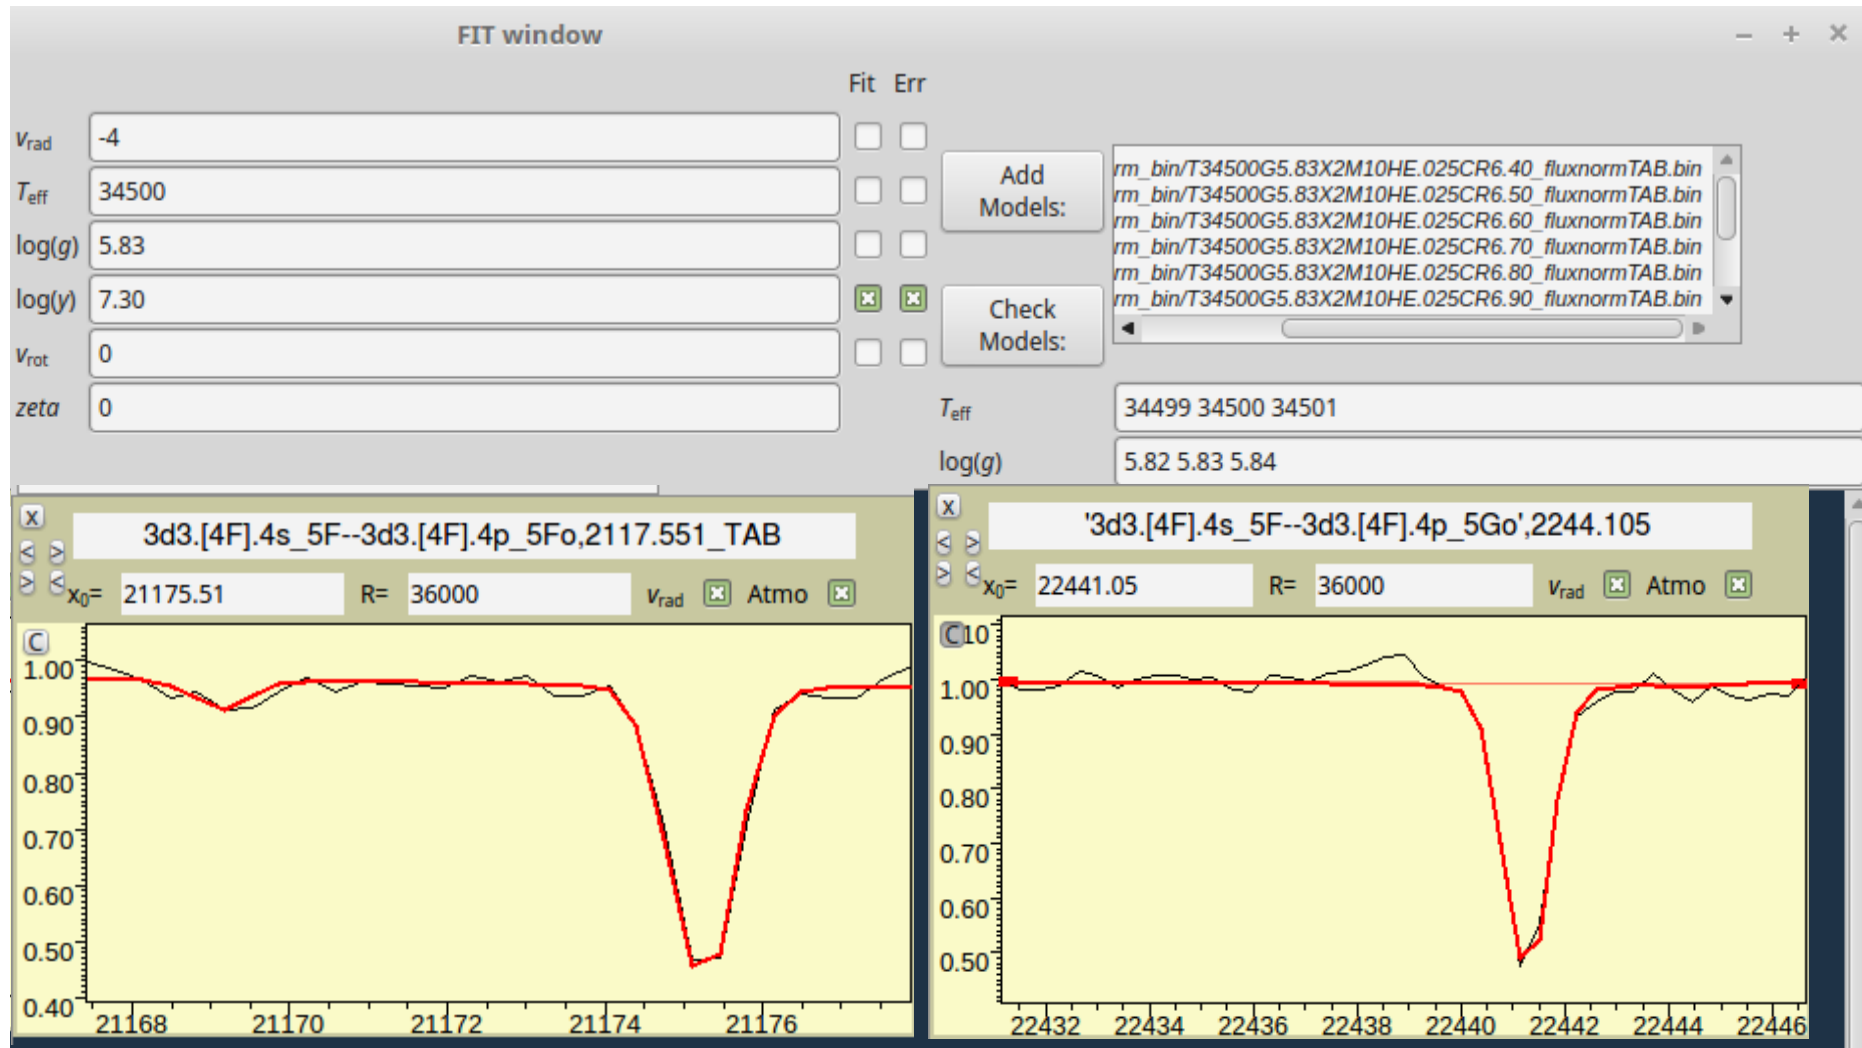 FIT window
Fit Err
vrad -4
Teff 34500
log(g) 5.83
log(y) 7.30
vrot 0
zeta 0
Add
Models:
Check
Models:
rm_bin/T34500G5.83X2M10HE.025CR6.40_fluxnormTAB.bin
rm_bin/T34500G5.83X2M10HE.025CR6.50_fluxnormTAB.bin
rm_bin/T34500G5.83X2M10HE.025CR6.60_fluxnormTAB.bin
rm_bin/T34500G5.83X2M10HE.025CR6.70_fluxnormTAB.bin
rm_bin/T34500G5.83X2M10HE.025CR6.80_fluxnormTAB.bin
rm_bin/T34500G5.83X2M10HE.025CR6.90_fluxnormTAB.bin
Teff 34499 34500 34501
log(g) 5.82 5.83 5.84
X
3d3.[4F].4s_5F--3d3.[4F].4p_5Fo,2117.551_TAB
< >
> <
x0= 21175.51 R= 36000 vrad Atmo
C
1.00
0.90
0.80
0.70
0.60
0.50
0.40
21168 21170 21172 21174 21176
X
'3d3.[4F].4s_5F--3d3.[4F].4p_5Go',2244.105
< >
> <
x0= 22441.05 R= 36000 vrad Atmo
C
10
1.00
0.90
0.80
0.70
0.60
0.50
22432 22434 22436 22438 22440 22442 22444 22446